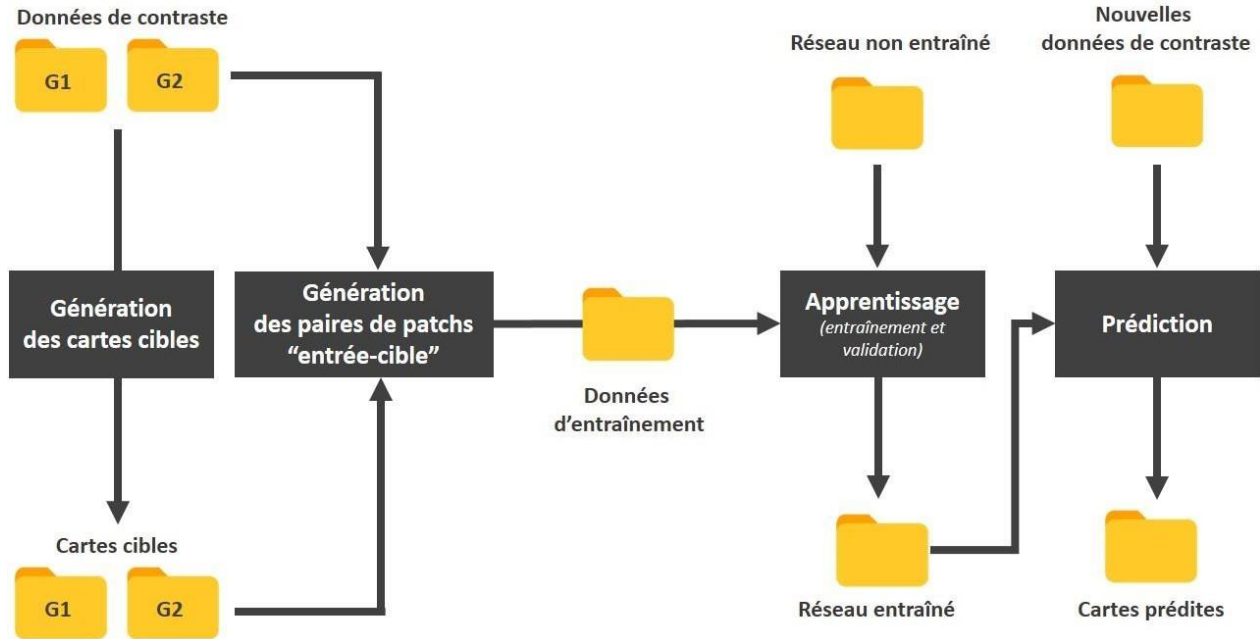 Données de contraste
G1
G2
Génération
des cartes cibles
Cartes cibles
G1
G2
Génération
des paires de patchs
“entrée-cible”
Données
d’entraînement
Réseau non entraîné
Apprentissage
(entraînement et
validation)
Réseau entraîné
Nouvelles
données de contraste
Prédiction
Cartes prédites